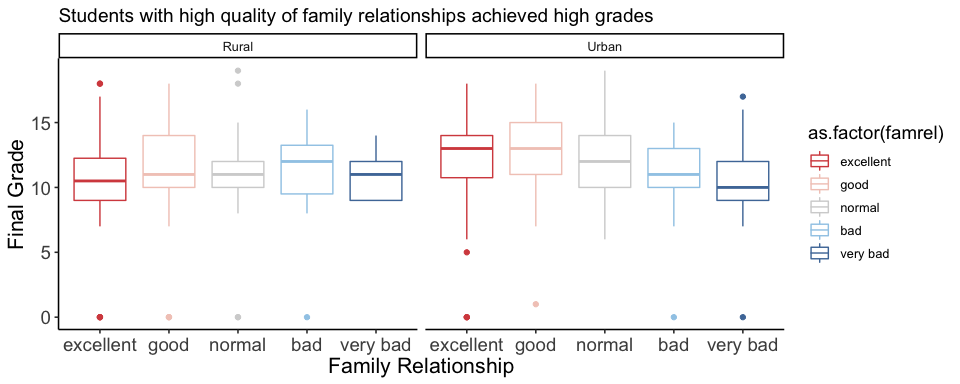 Students with high quality of family relationships achieved high grades
Rural
Urban
Final Grade
15
10
5
0
excellent good normal bad very bad
excellent good normal bad very bad
Family Relationship
as.factor(famrel)
excellent
good
normal
bad
very bad